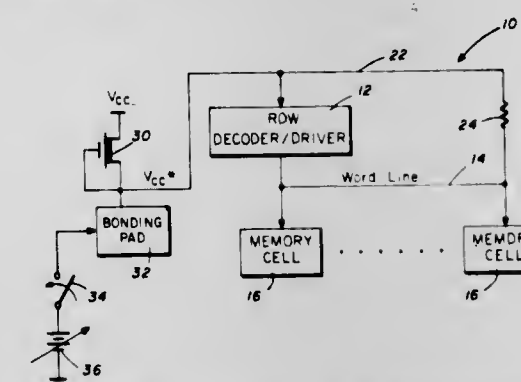 10
22
12
Vcc
30
ROW
DECODER/DRIVER
24
Vcc*
Word Line
14
BONDING
PAD
32
MEMORY
CELL
16
MEMORY
CELL
16
34
36